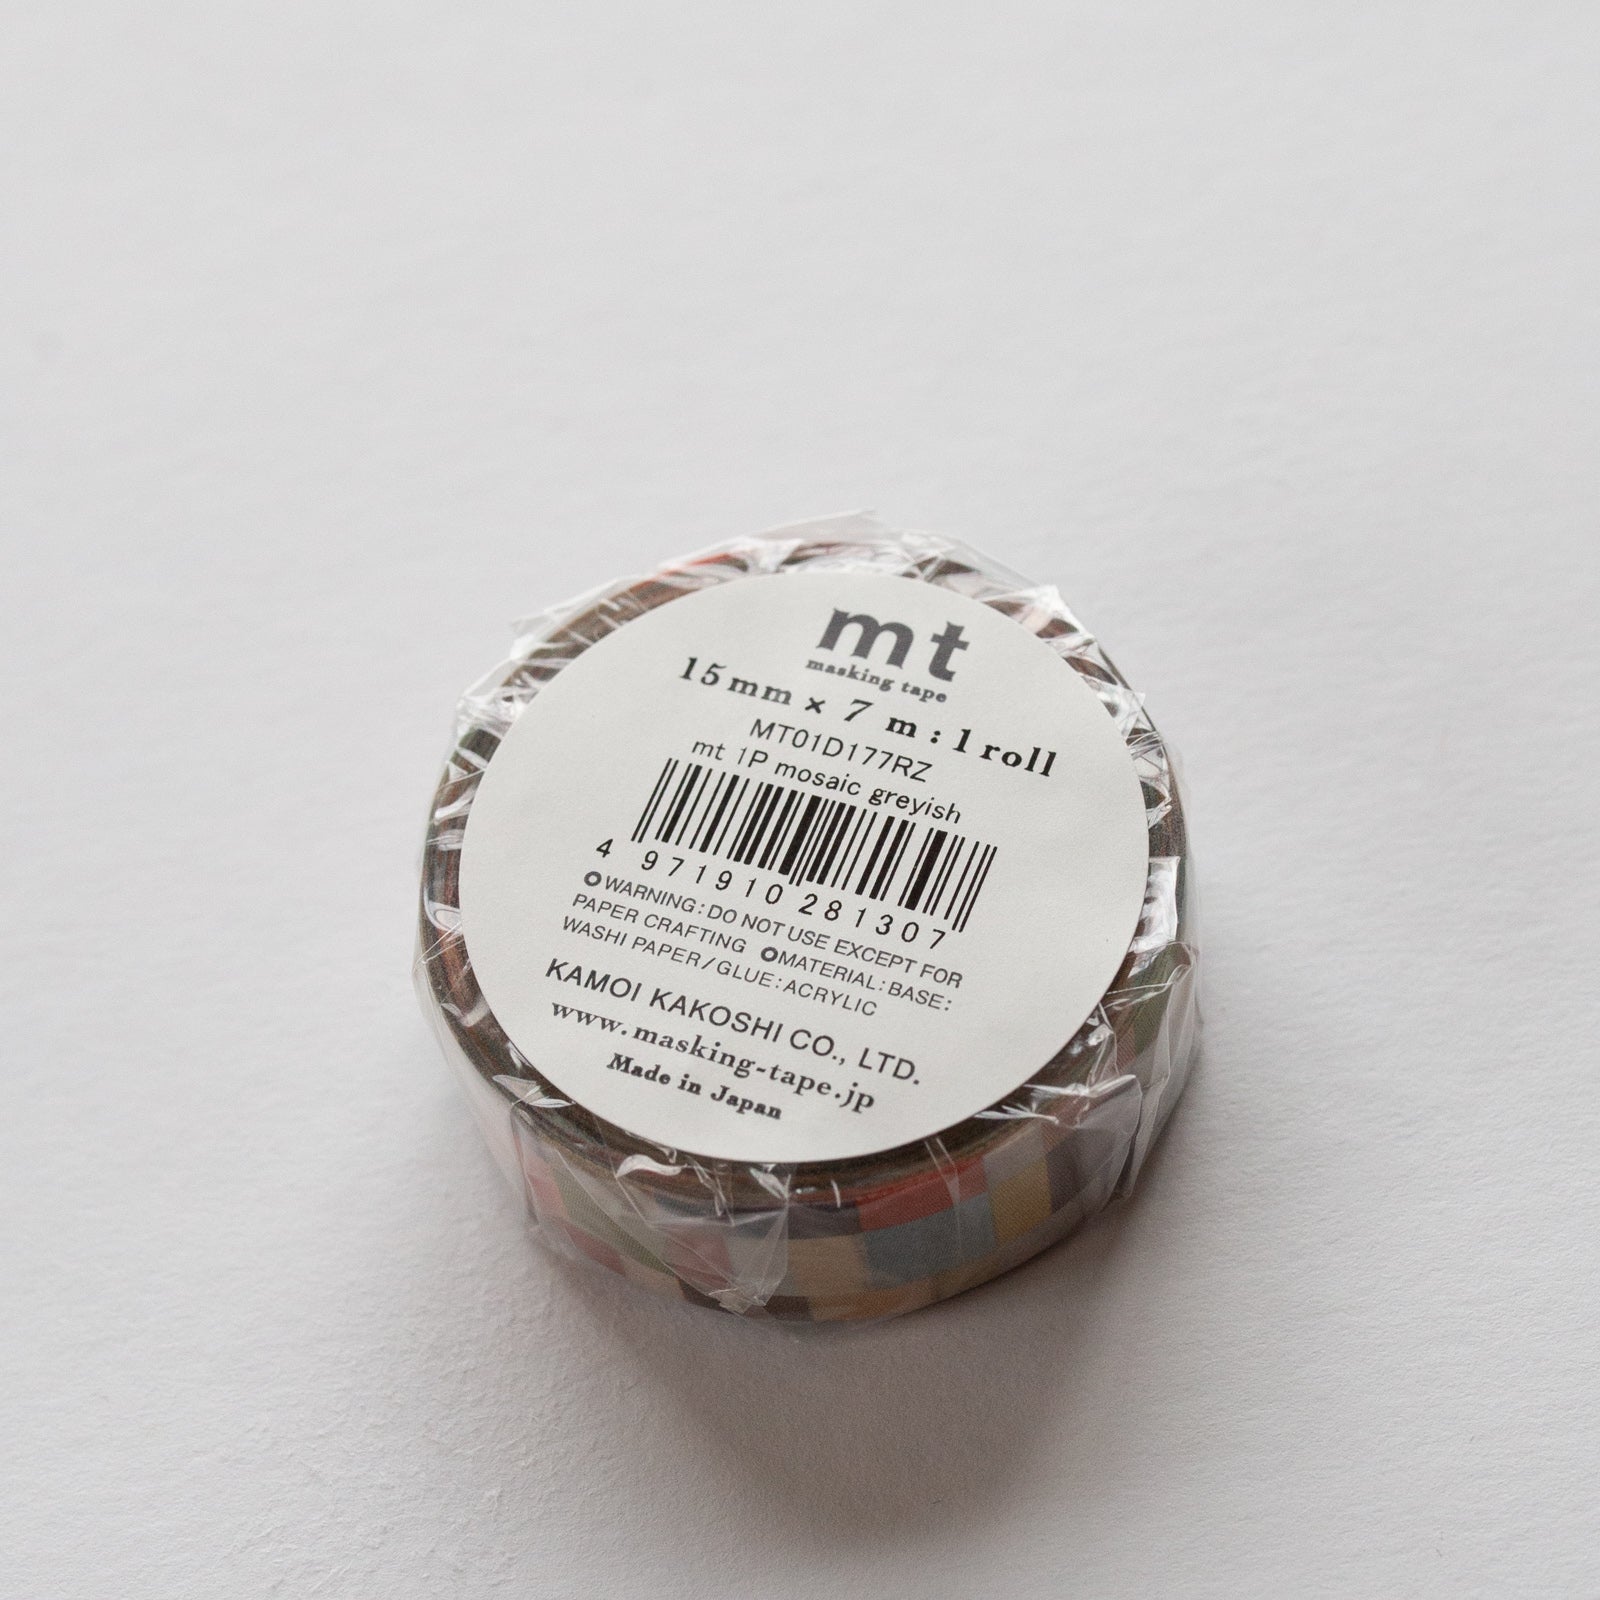 mt
masking tape
15mm × 7 m : 1 roll
MT01D177RZ
mt 1P mosaic greyish
4 971910 281307
WARNING : DO NOT USE EXCEPT FOR
PAPER CRAFTING MATERIAL : BASE :
WASHI PAPER / GLUE : ACRYLIC
KAMOI KAKOSHI CO., LTD.
www.masking-tape.jp
Made in Japan